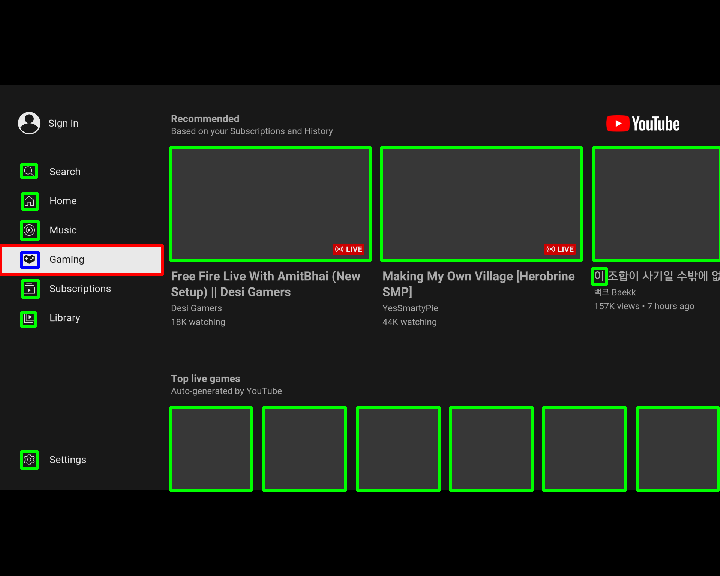 Sign in
Search
Home
Music
Gaming
Subscriptions
Library
Settings
Recommended
Based on your Subscriptions and History
YouTube
LIVE
LIVE
Free Fire Live With AmitBhai (New
Setup) || Desi Gamers
Desi Gamers
18K watching
Making My Own Village [Herobrine
SMP]
YesSmartyPie
44K watching
이 조합이 사기일 수밖에 없
백크 Baekk
157K views • 7 hours ago
Top live games
Auto-generated by YouTube